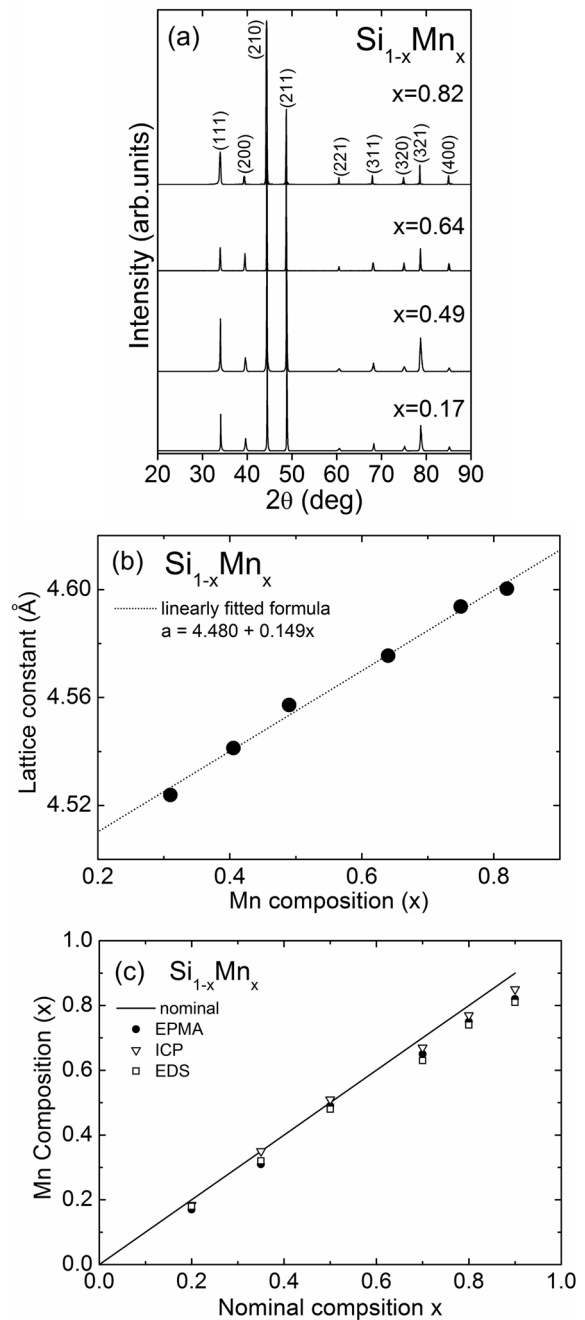 (a)
Si1-xMnx
(111)
(200)
(210)
(211)
(221)
(311)
(320)
(321)
(400)
x=0.82
x=0.64
x=0.49
x=0.17
Intensity (arb.units)
20 30 40 50 60 70 80 90
2θ (deg)
(b) Si1-xMnx
linearly fitted formula
a = 4.480 + 0.149x
4.60
4.56
4.52
Lattice constant (Å)
0.2 0.4 0.6 0.8
Mn composition (x)
(c) Si1-xMnx
nominal
EPMA
ICP
EDS
1.0
0.8
0.6
0.4
0.2
0.0
Mn Composition (x)
0.0 0.2 0.4 0.6 0.8 1.0
Nominal compsition x